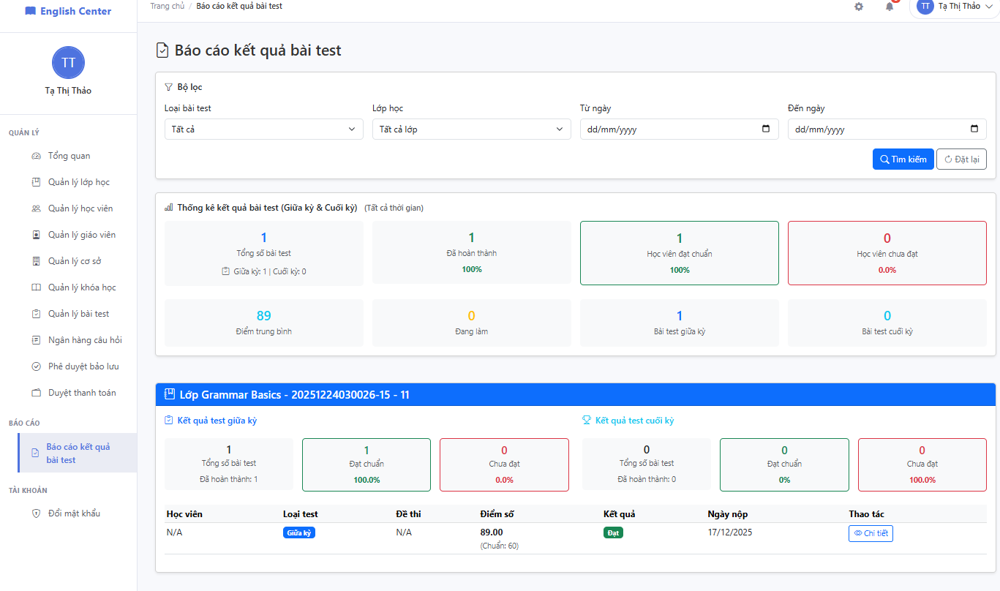 English Center
Trang chủ / Báo cáo kết quả bài test
TT Tạ Thị Thảo
TT
Tạ Thị Thảo
QUẢN LÝ
Tổng quan
Quản lý lớp học
Quản lý học viên
Quản lý giáo viên
Quản lý cơ sở
Quản lý khóa học
Quản lý bài test
Ngân hàng câu hỏi
Phê duyệt bảo lưu
Duyệt thanh toán
BÁO CÁO
Báo cáo kết quả
bài test
TÀI KHOẢN
Đổi mật khẩu
Báo cáo kết quả bài test
Bộ lọc
Loại bài test Lớp học Từ ngày Đến ngày
Tất cả Tất cả lớp dd/mm/yyyy dd/mm/yyyy
Tìm kiếm Đặt lại
Thống kê kết quả bài test (Giữa kỳ & Cuối kỳ) (Tất cả thời gian)
1
Tổng số bài test
Giữa kỳ: 1 | Cuối kỳ: 0
1
Đã hoàn thành
100%
1
Học viên đạt chuẩn
100%
0
Học viên chưa đạt
0.0%
89
Điểm trung bình
0
Đang làm
1
Bài test giữa kỳ
0
Bài test cuối kỳ
Lớp Grammar Basics - 20251224030026-15 - 11
Kết quả test giữa kỳ
1
Tổng số bài test
Đã hoàn thành: 1
1
Đạt chuẩn
100.0%
0
Chưa đạt
0.0%
Kết quả test cuối kỳ
0
Tổng số bài test
Đã hoàn thành: 0
0
Đạt chuẩn
0%
0
Chưa đạt
100.0%
Học viên Loại test Đề thi Điểm số Kết quả Ngày nộp Thao tác
N/A Giữa kỳ N/A 89.00 Đạt 17/12/2025 Chi tiết
(Chuẩn: 60)